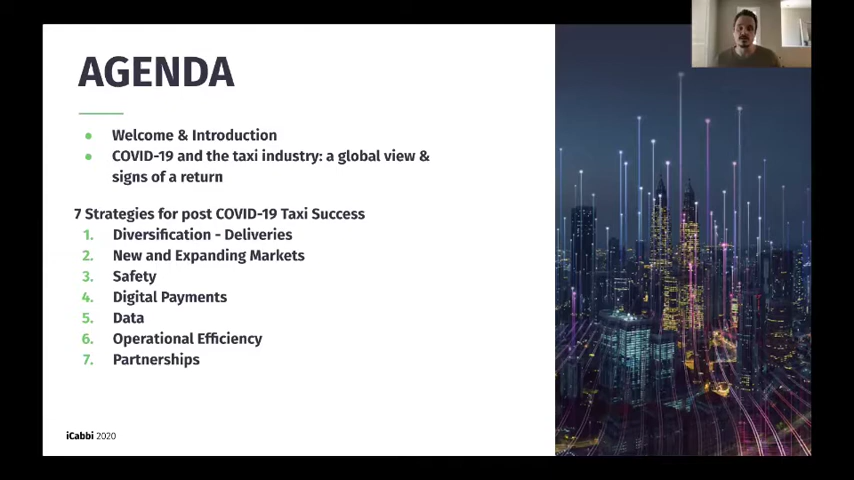 AGENDA
● Welcome & Introduction
● COVID-19 and the taxi industry: a global view &
signs of a return
7 Strategies for post COVID-19 Taxi Success
1. Diversification - Deliveries
2. New and Expanding Markets
3. Safety
4. Digital Payments
5. Data
6. Operational Efficiency
7. Partnerships
iCabbi 2020